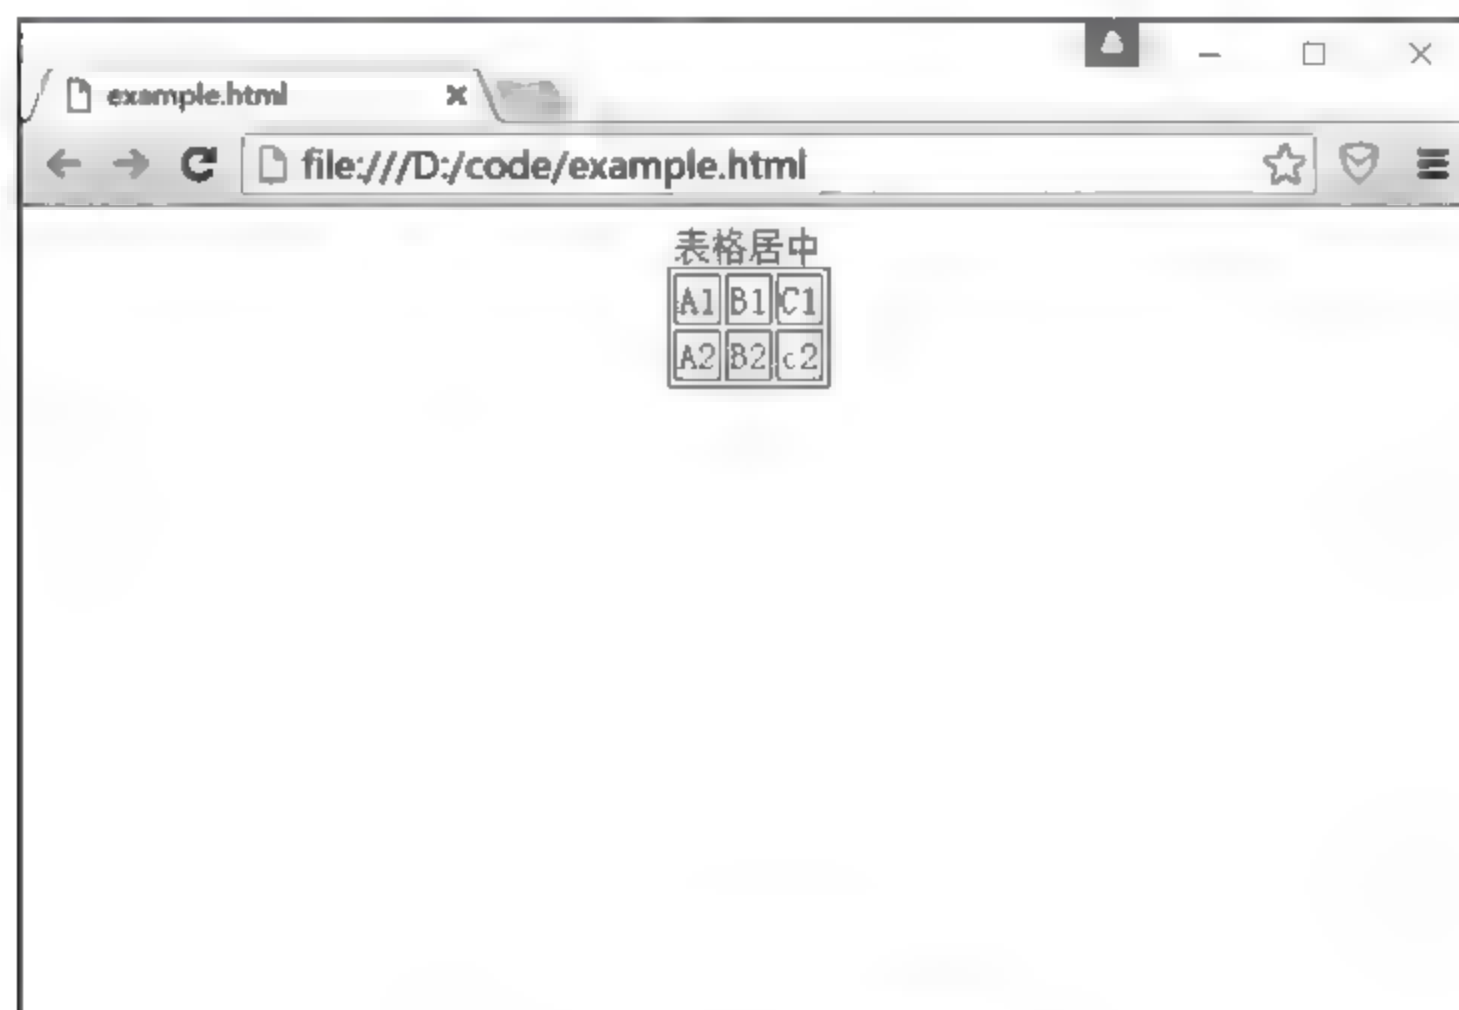 example.html
file:///D:/code/example.html
表格居中
A1 B1 C1
A2 B2 c2